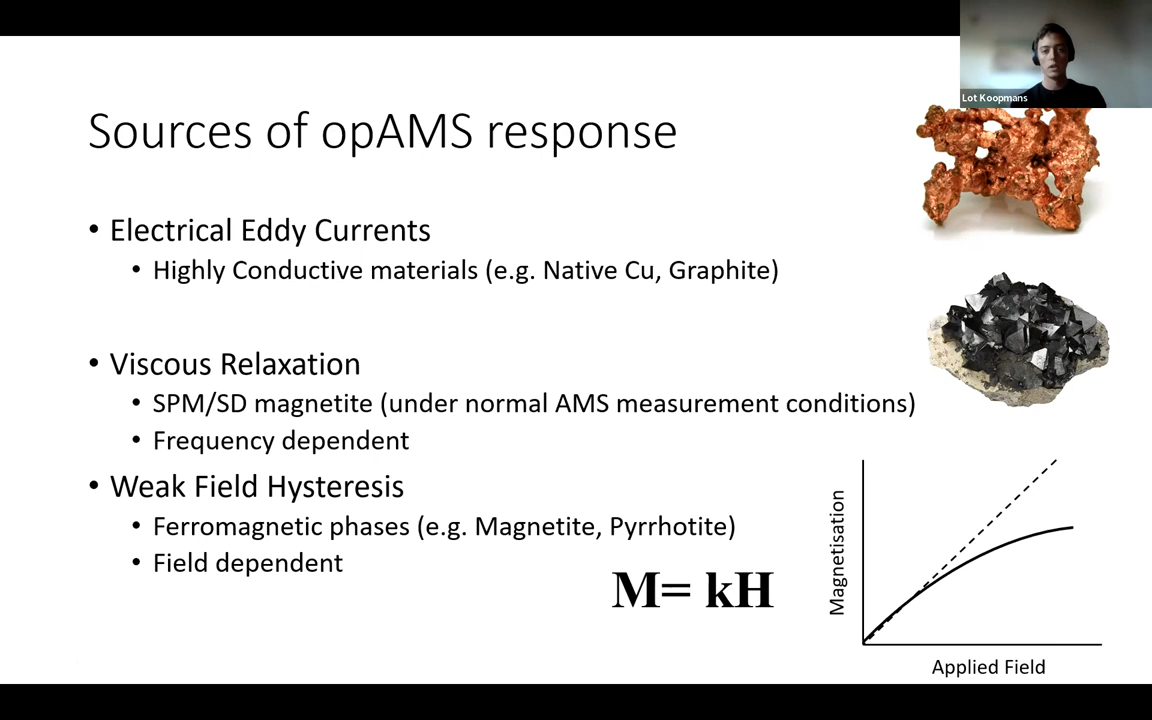 Lot Koopmans
Sources of opAMS response
• Electrical Eddy Currents
• Highly Conductive materials (e.g. Native Cu, Graphite)
• Viscous Relaxation
• SPM/SD magnetite (under normal AMS measurement conditions)
• Frequency dependent
• Weak Field Hysteresis
• Ferromagnetic phases (e.g. Magnetite, Pyrrhotite)
• Field dependent
M= kH
Magnetisation
Applied Field